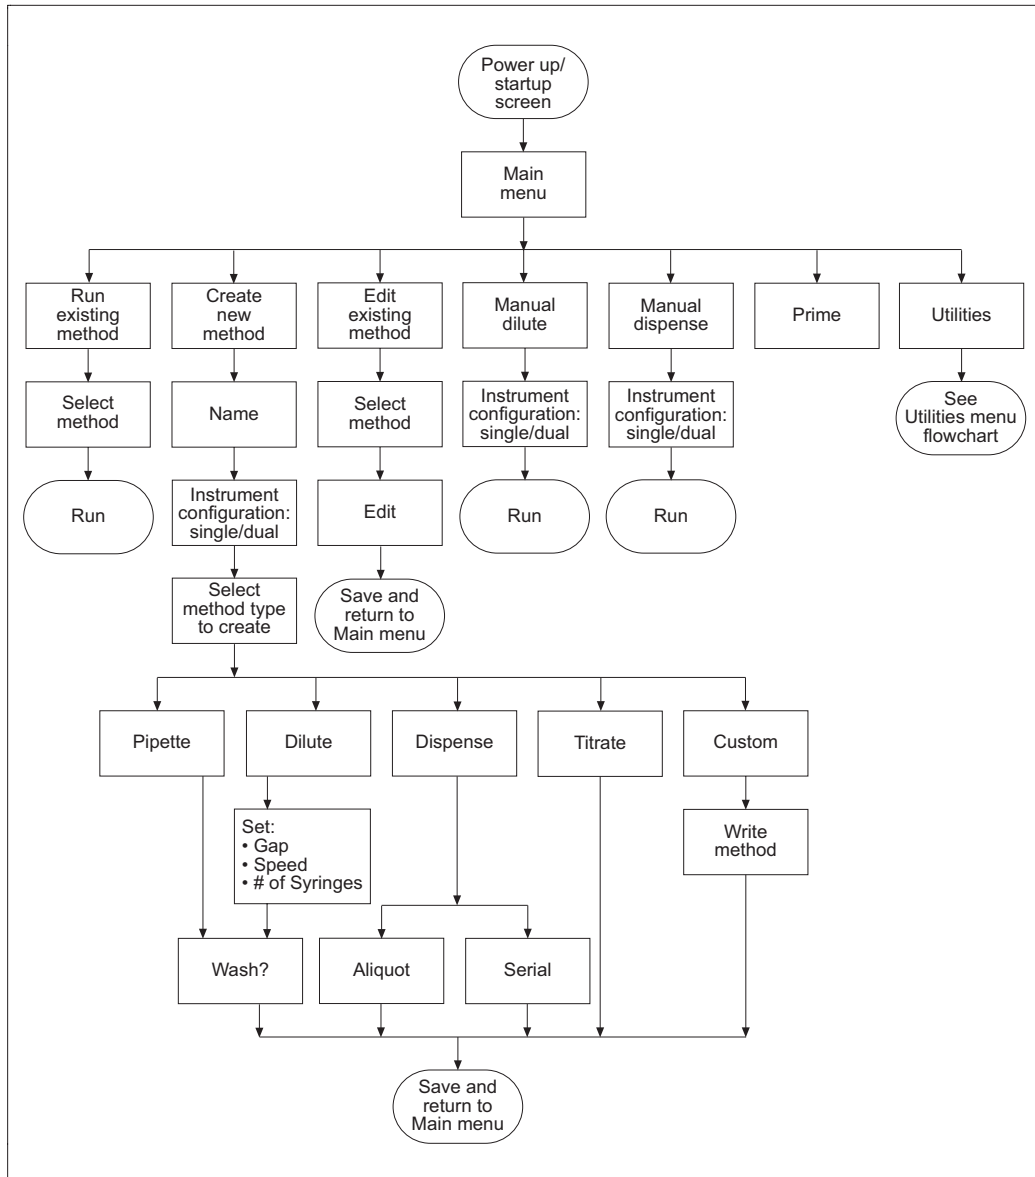 Power up/
startup
screen
Main
menu
Run
existing
method
Create
new
method
Edit
existing
method
Manual
dilute
Manual
dispense
Prime
Utilities
Select
method
Name
Select
method
Instrument
configuration:
single/dual
Instrument
configuration:
single/dual
See
Utilities menu
flowchart
Run
Instrument
configuration:
single/dual
Edit
Run
Run
Select
method type
to create
Save and
return to
Main menu
Pipette
Dilute
Dispense
Titrate
Custom
Set:
• Gap
• Speed
• # of Syringes
Write
method
Wash?
Aliquot
Serial
Save and
return to
Main menu